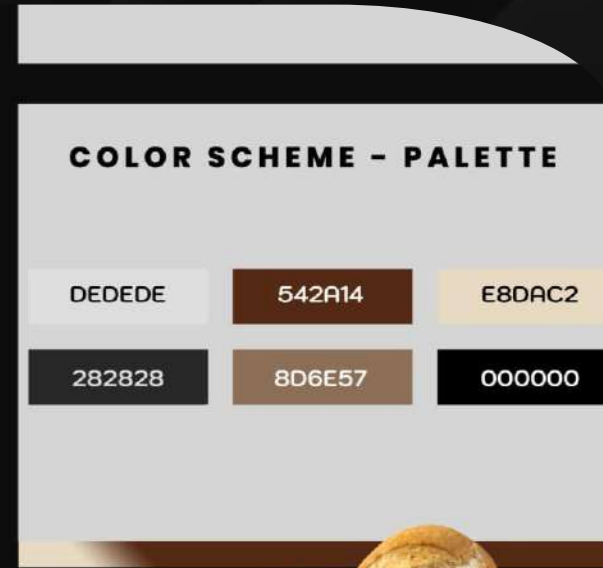 COLOR SCHEME - PALETTE
DEDEDE 542A14 E8DAC2
282828 8D6E57 000000